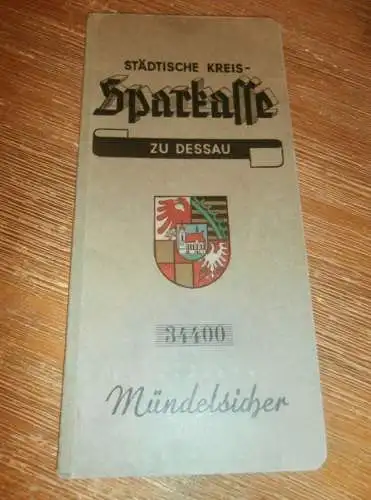 STÄDTISCHE KREIS-
Sparkasse
ZU DESSAU
34400
Mündelsicher